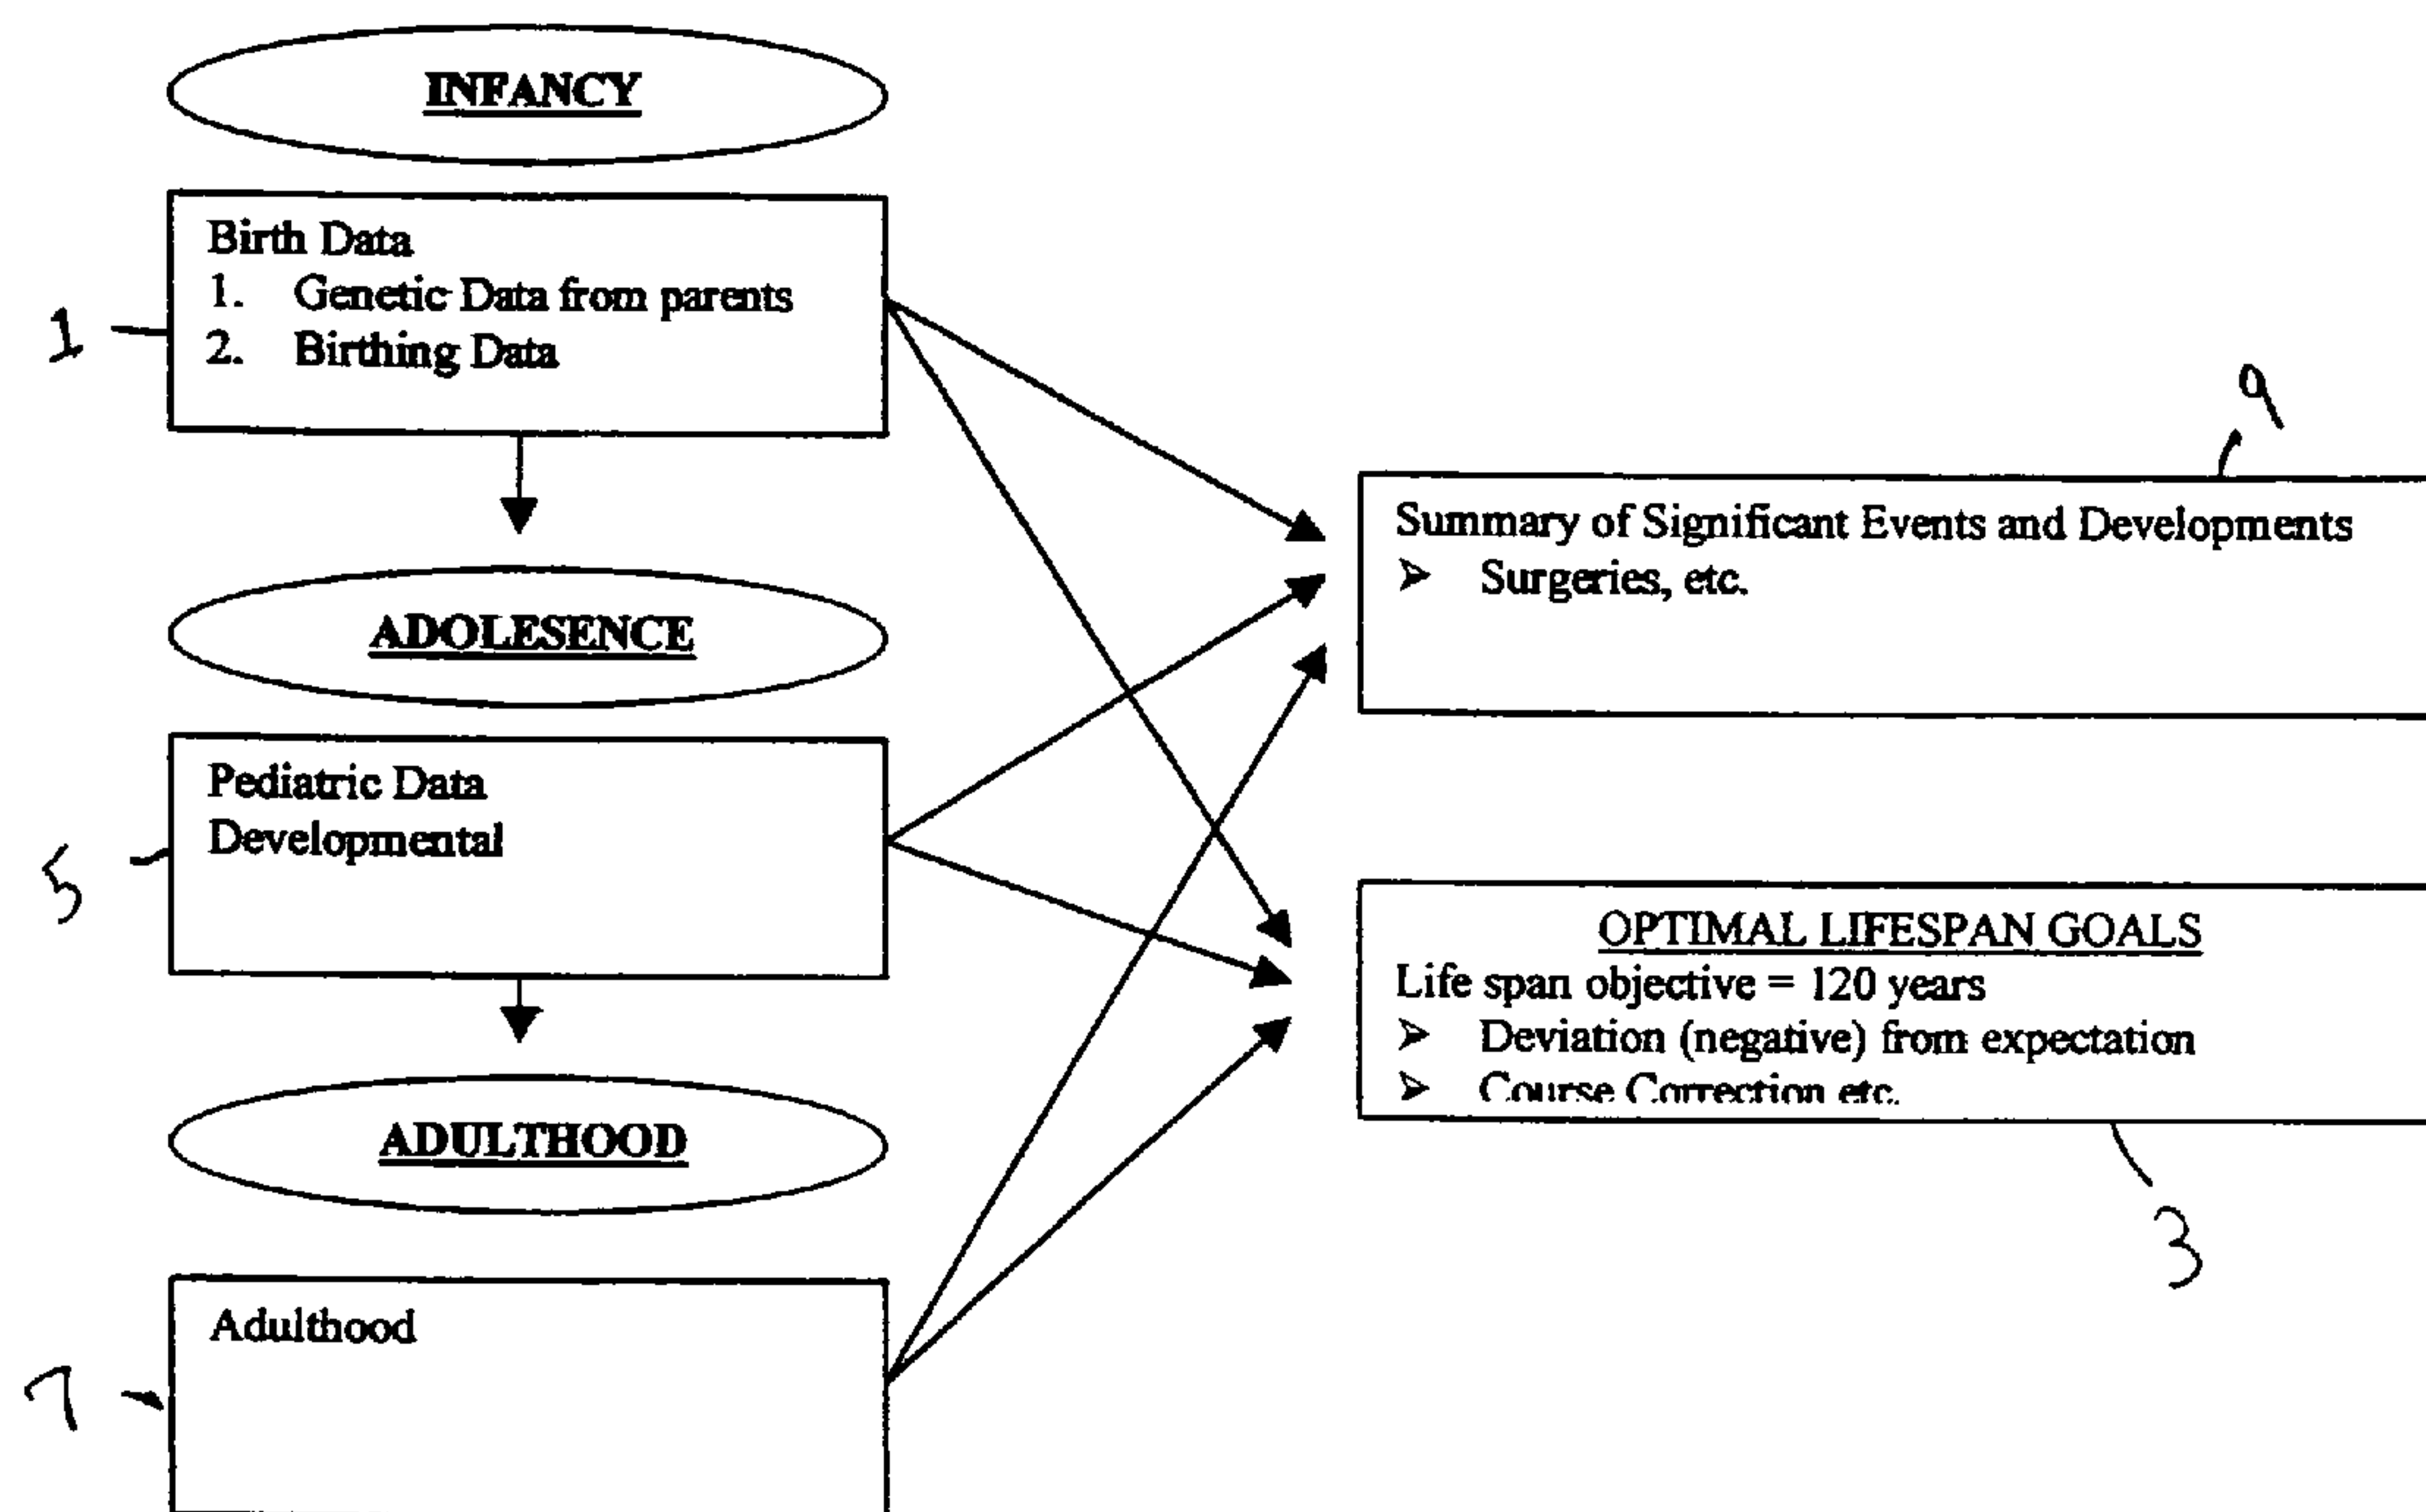 INFANCY
Birth Data
1. Genetic Data from parents
2. Birthing Data
1
ADOLESENCE
Pediatric Data
Developmental
5
ADULTHOOD
Adulthood
7
9
Summary of Significant Events and Developments
➢ Surgeries, etc.
OPTIMAL LIFESPAN GOALS
Life span objective = 120 years
➢ Deviation (negative) from expectation
➢ Course Correction etc.
3